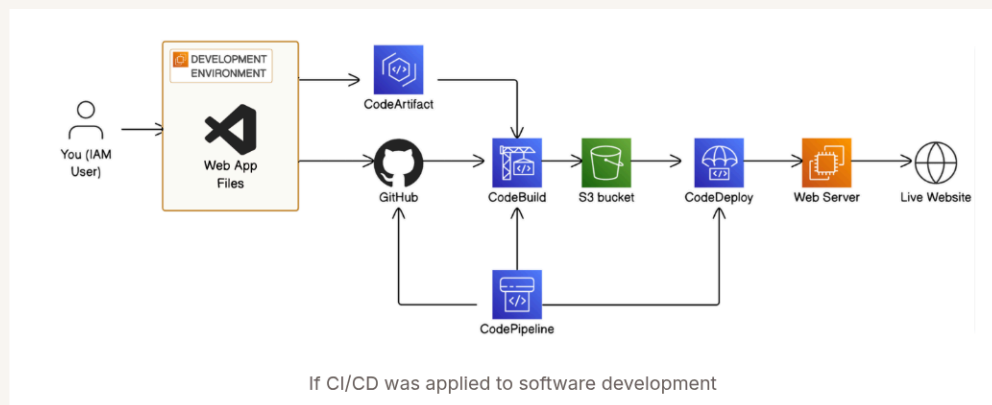 DEVELOPMENT
ENVIRONMENT
You (IAM
User)
Web App
Files
CodeArtifact
GitHub
CodeBuild
S3 bucket
CodeDeploy
Web Server
Live Website
CodePipeline
If CI/CD was applied to software development